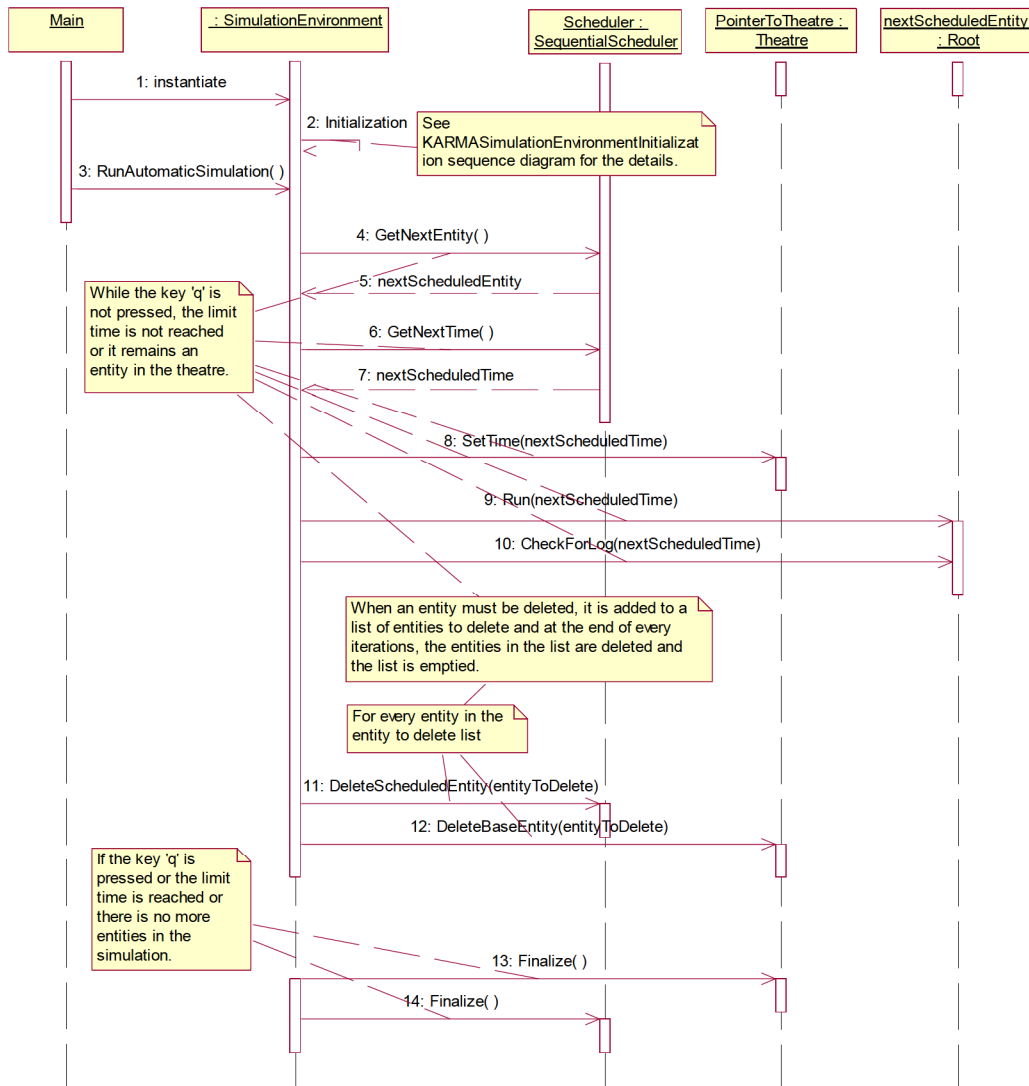 Main
: SimulationEnvironment
Scheduler :
SequentialScheduler
PointerToTheatre :
Theatre
nextScheduledEntity
: Root
1: instantiate
2: Initialization
See
KARMASimulationEnvironmentInitializat
ion sequence diagram for the details.
3: RunAutomaticSimulation( )
4: GetNextEntity( )
5: nextScheduledEntity
While the key 'q' is
not pressed, the limit
time is not reached
or it remains an
entity in the theatre.
6: GetNextTime( )
7: nextScheduledTime
8: SetTime(nextScheduledTime)
9: Run(nextScheduledTime)
10: CheckForLog(nextScheduledTime)
When an entity must be deleted, it is added to a
list of entities to delete and at the end of every
iterations, the entities in the list are deleted and
the list is emptied.
For every entity in the
entity to delete list
11: DeleteScheduledEntity(entityToDelete)
12: DeleteBaseEntity(entityToDelete)
If the key 'q' is
pressed or the limit
time is reached or
there is no more
entities in the
simulation.
13: Finalize( )
14: Finalize( )